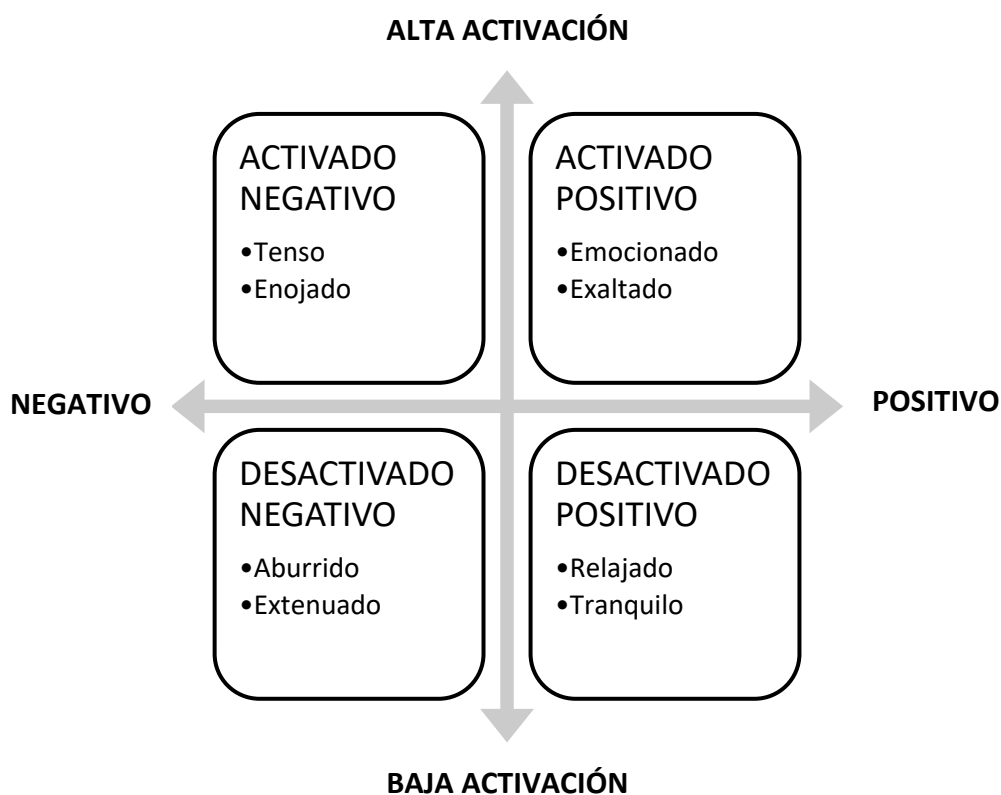 ALTA ACTIVACIÓN
ACTIVADO
NEGATIVO
•Tenso
•Enojado
ACTIVADO
POSITIVO
•Emocionado
•Exaltado
NEGATIVO
POSITIVO
DESACTIVADO
NEGATIVO
•Aburrido
•Extenuado
DESACTIVADO
POSITIVO
•Relajado
•Tranquilo
BAJA ACTIVACIÓN